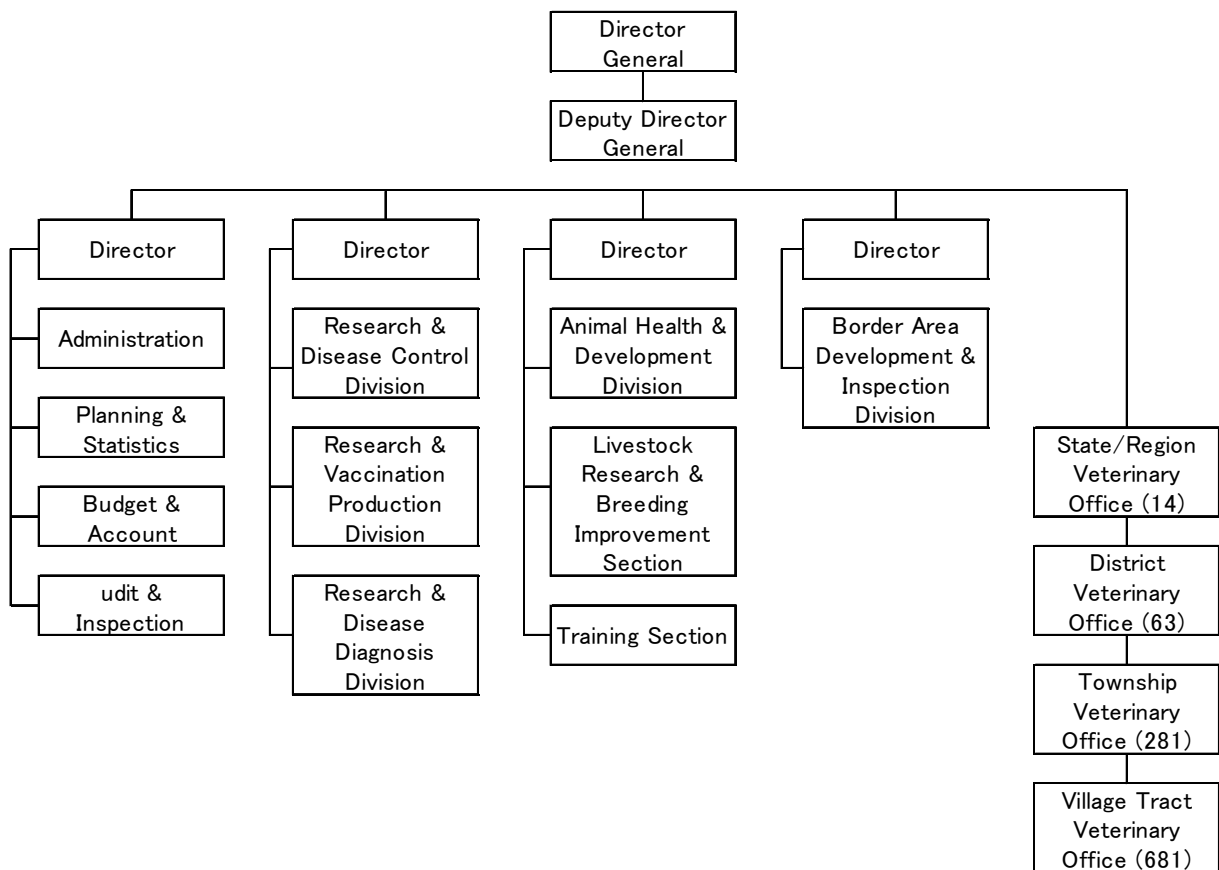 Director
General
Deputy Director
General
Director
Administration
Planning &
Statistics
Budget &
Account
udit &
Inspection
Director
Research &
Disease Control
Division
Research &
Vaccination
Production
Division
Research &
Disease
Diagnosis
Division
Director
Animal Health &
Development
Division
Livestock
Research &
Breeding
Improvement
Section
Training Section
Director
Border Area
Development &
Inspection
Division
State/Region
Veterinary
Office (14)
District
Veterinary
Office (63)
Township
Veterinary
Office (281)
Village Tract
Veterinary
Office (681)